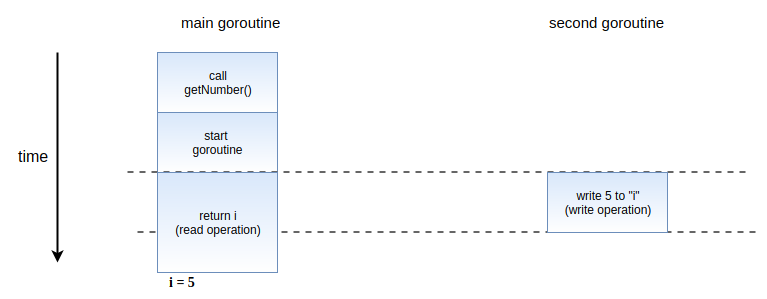 main goroutine
second goroutine
call
getNumber()
start
goroutine
time
write 5 to "i"
(write operation)
return i
(read operation)
i = 5